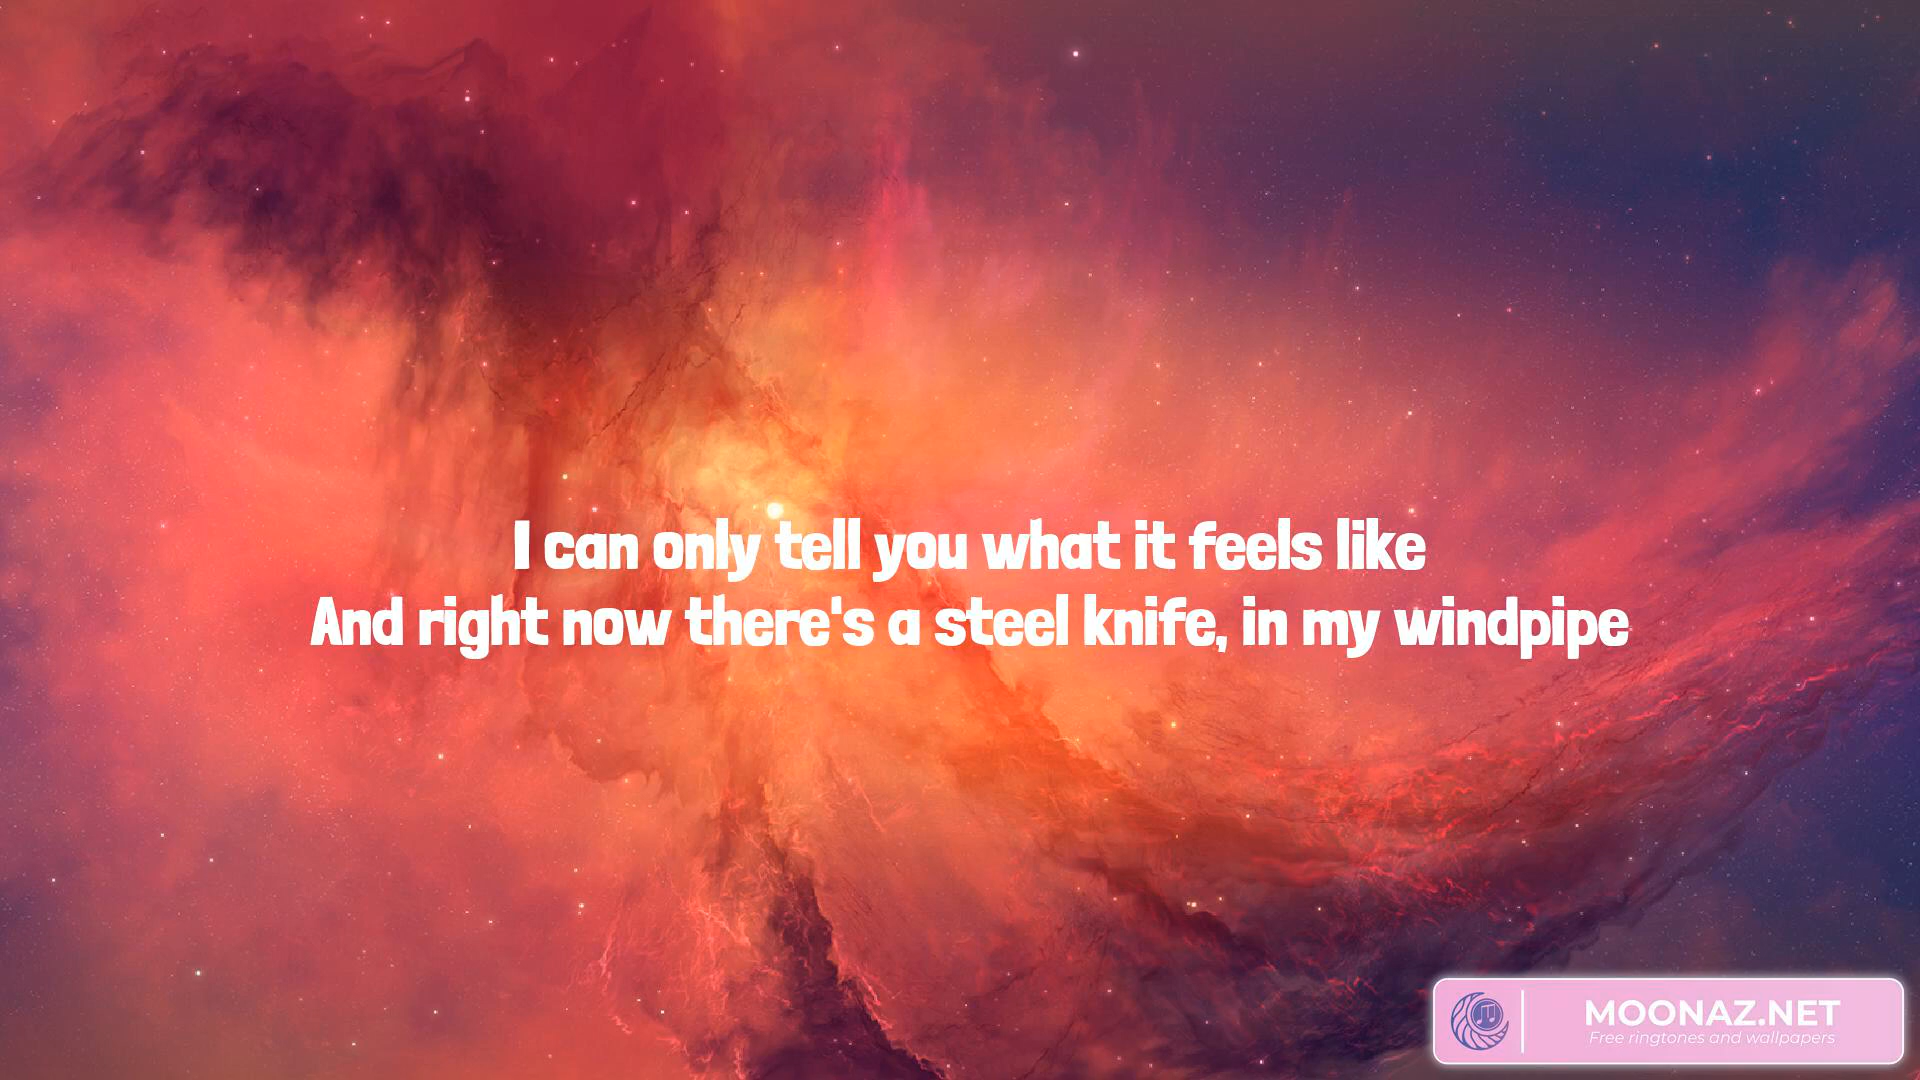 I can only tell you what it feels like
And right now there's a steel knife, in my windpipe
MOONAZ.NET
Free ringtones and wallpapers